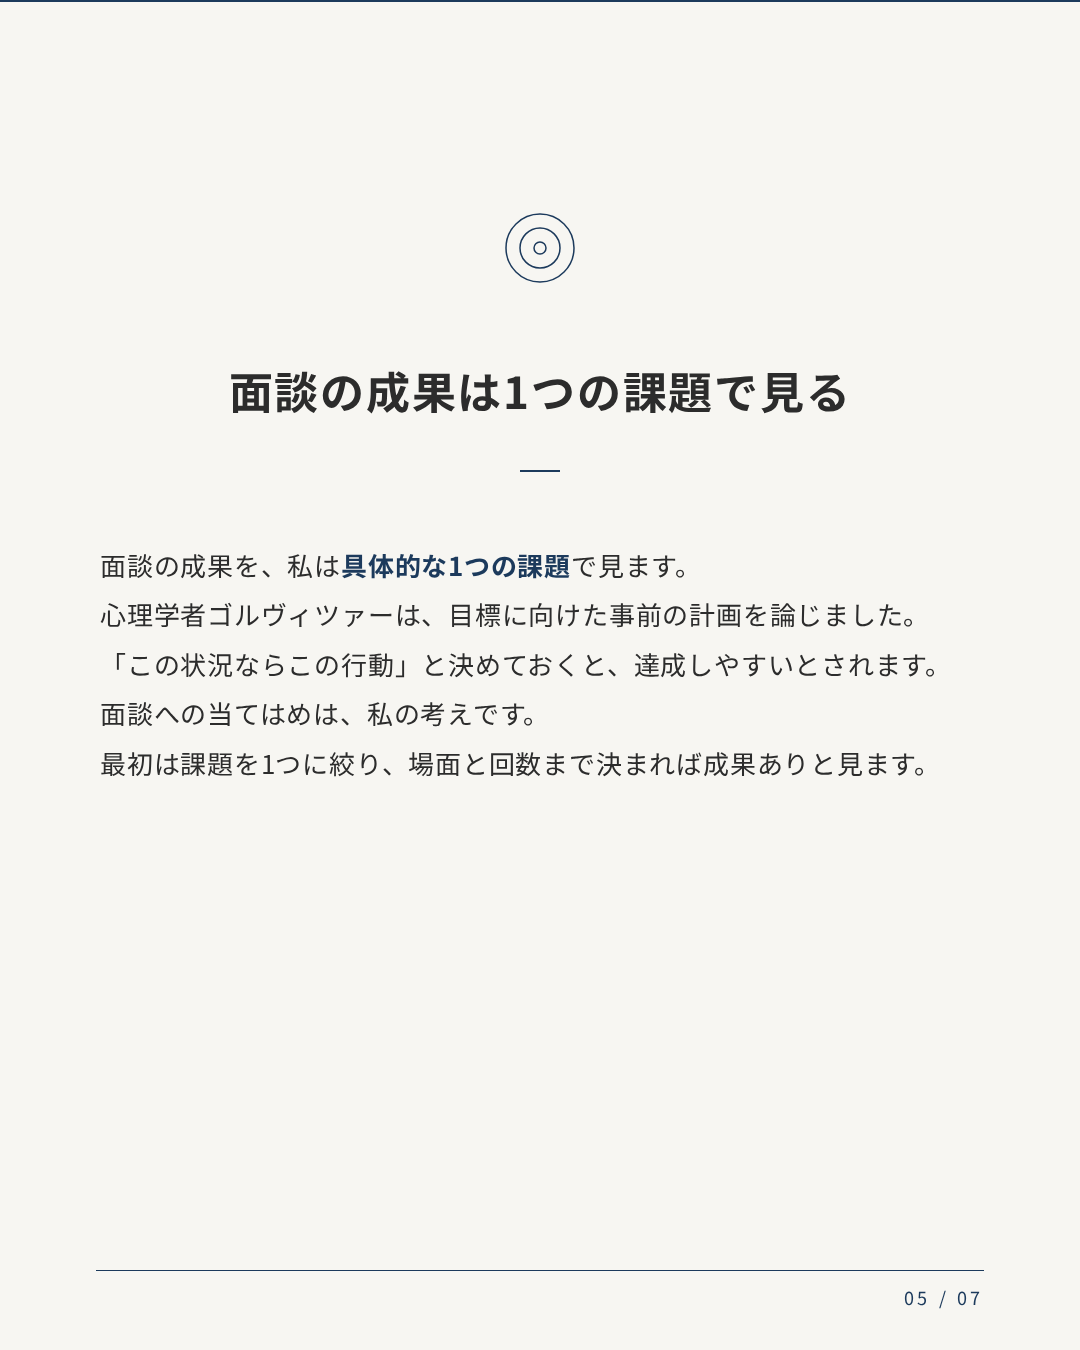 面談の成果は1つの課題で見る
面談の成果を、私は具体的な1つの課題で見ます。
心理学者ゴルヴィツァーは、目標に向けた事前の計画を論じました。
「この状況ならこの行動」と決めておくと、達成しやすいとされます。
面談への当てはめは、私の考えです。
最初は課題を1つに絞り、場面と回数まで決まれば成果ありと見ます。
05 / 07